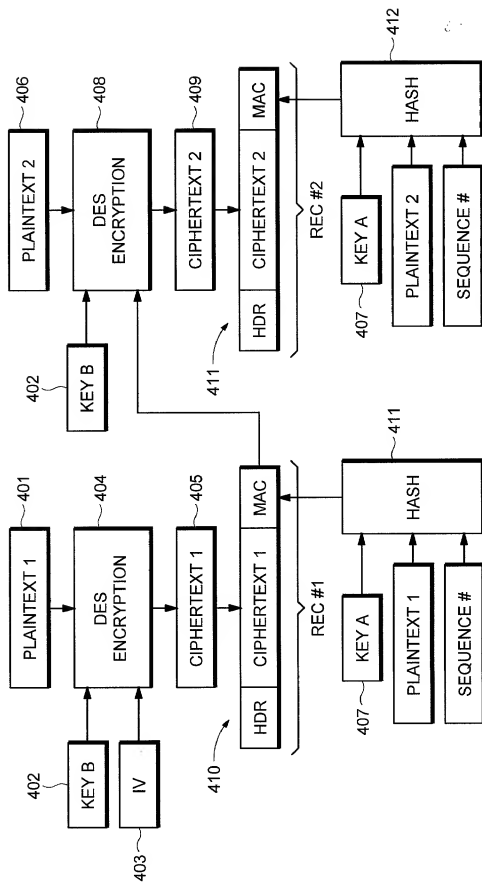 401
PLAINTEXT 1
402
KEY B
404
DES
ENCRYPTION
403
IV
405
CIPHERTEXT 1
410
HDR
CIPHERTEXT 1
MAC
REC #1
411
HASH
407
KEY A
PLAINTEXT 1
SEQUENCE #
406
PLAINTEXT 2
402
KEY B
408
DES
ENCRYPTION
409
CIPHERTEXT 2
411
HDR
CIPHERTEXT 2
MAC
REC #2
412
HASH
407
KEY A
PLAINTEXT 2
SEQUENCE #